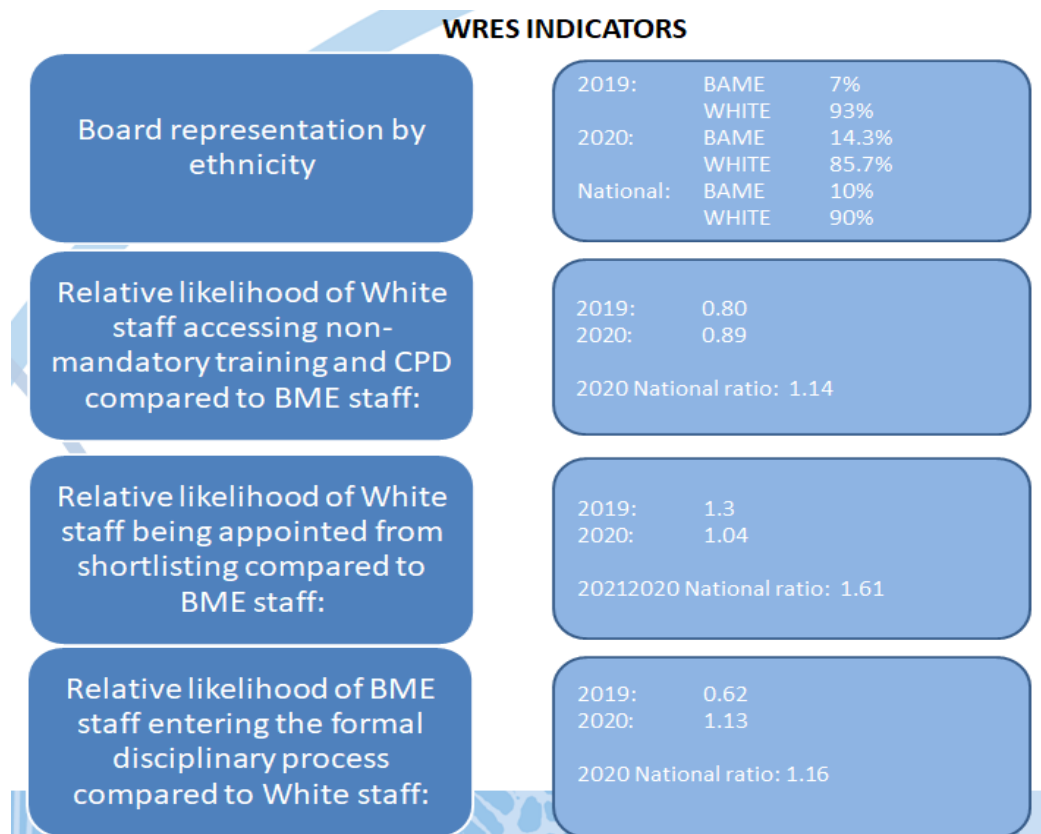 WRES INDICATORS
Board representation by
ethnicity
2019: BAME 7%
WHITE 93%
2020: BAME 14.3%
WHITE 85.7%
National: BAME 10%
WHITE 90%
Relative likelihood of White
staff accessing non-
mandatory training and CPD
compared to BME staff:
2019: 0.80
2020: 0.89
2020 National ratio: 1.14
Relative likelihood of White
staff being appointed from
shortlisting compared to
BME staff:
2019: 1.3
2020: 1.04
20212020 National ratio: 1.61
Relative likelihood of BME
staff entering the formal
disciplinary process
compared to White staff:
2019: 0.62
2020: 1.13
2020 National ratio: 1.16